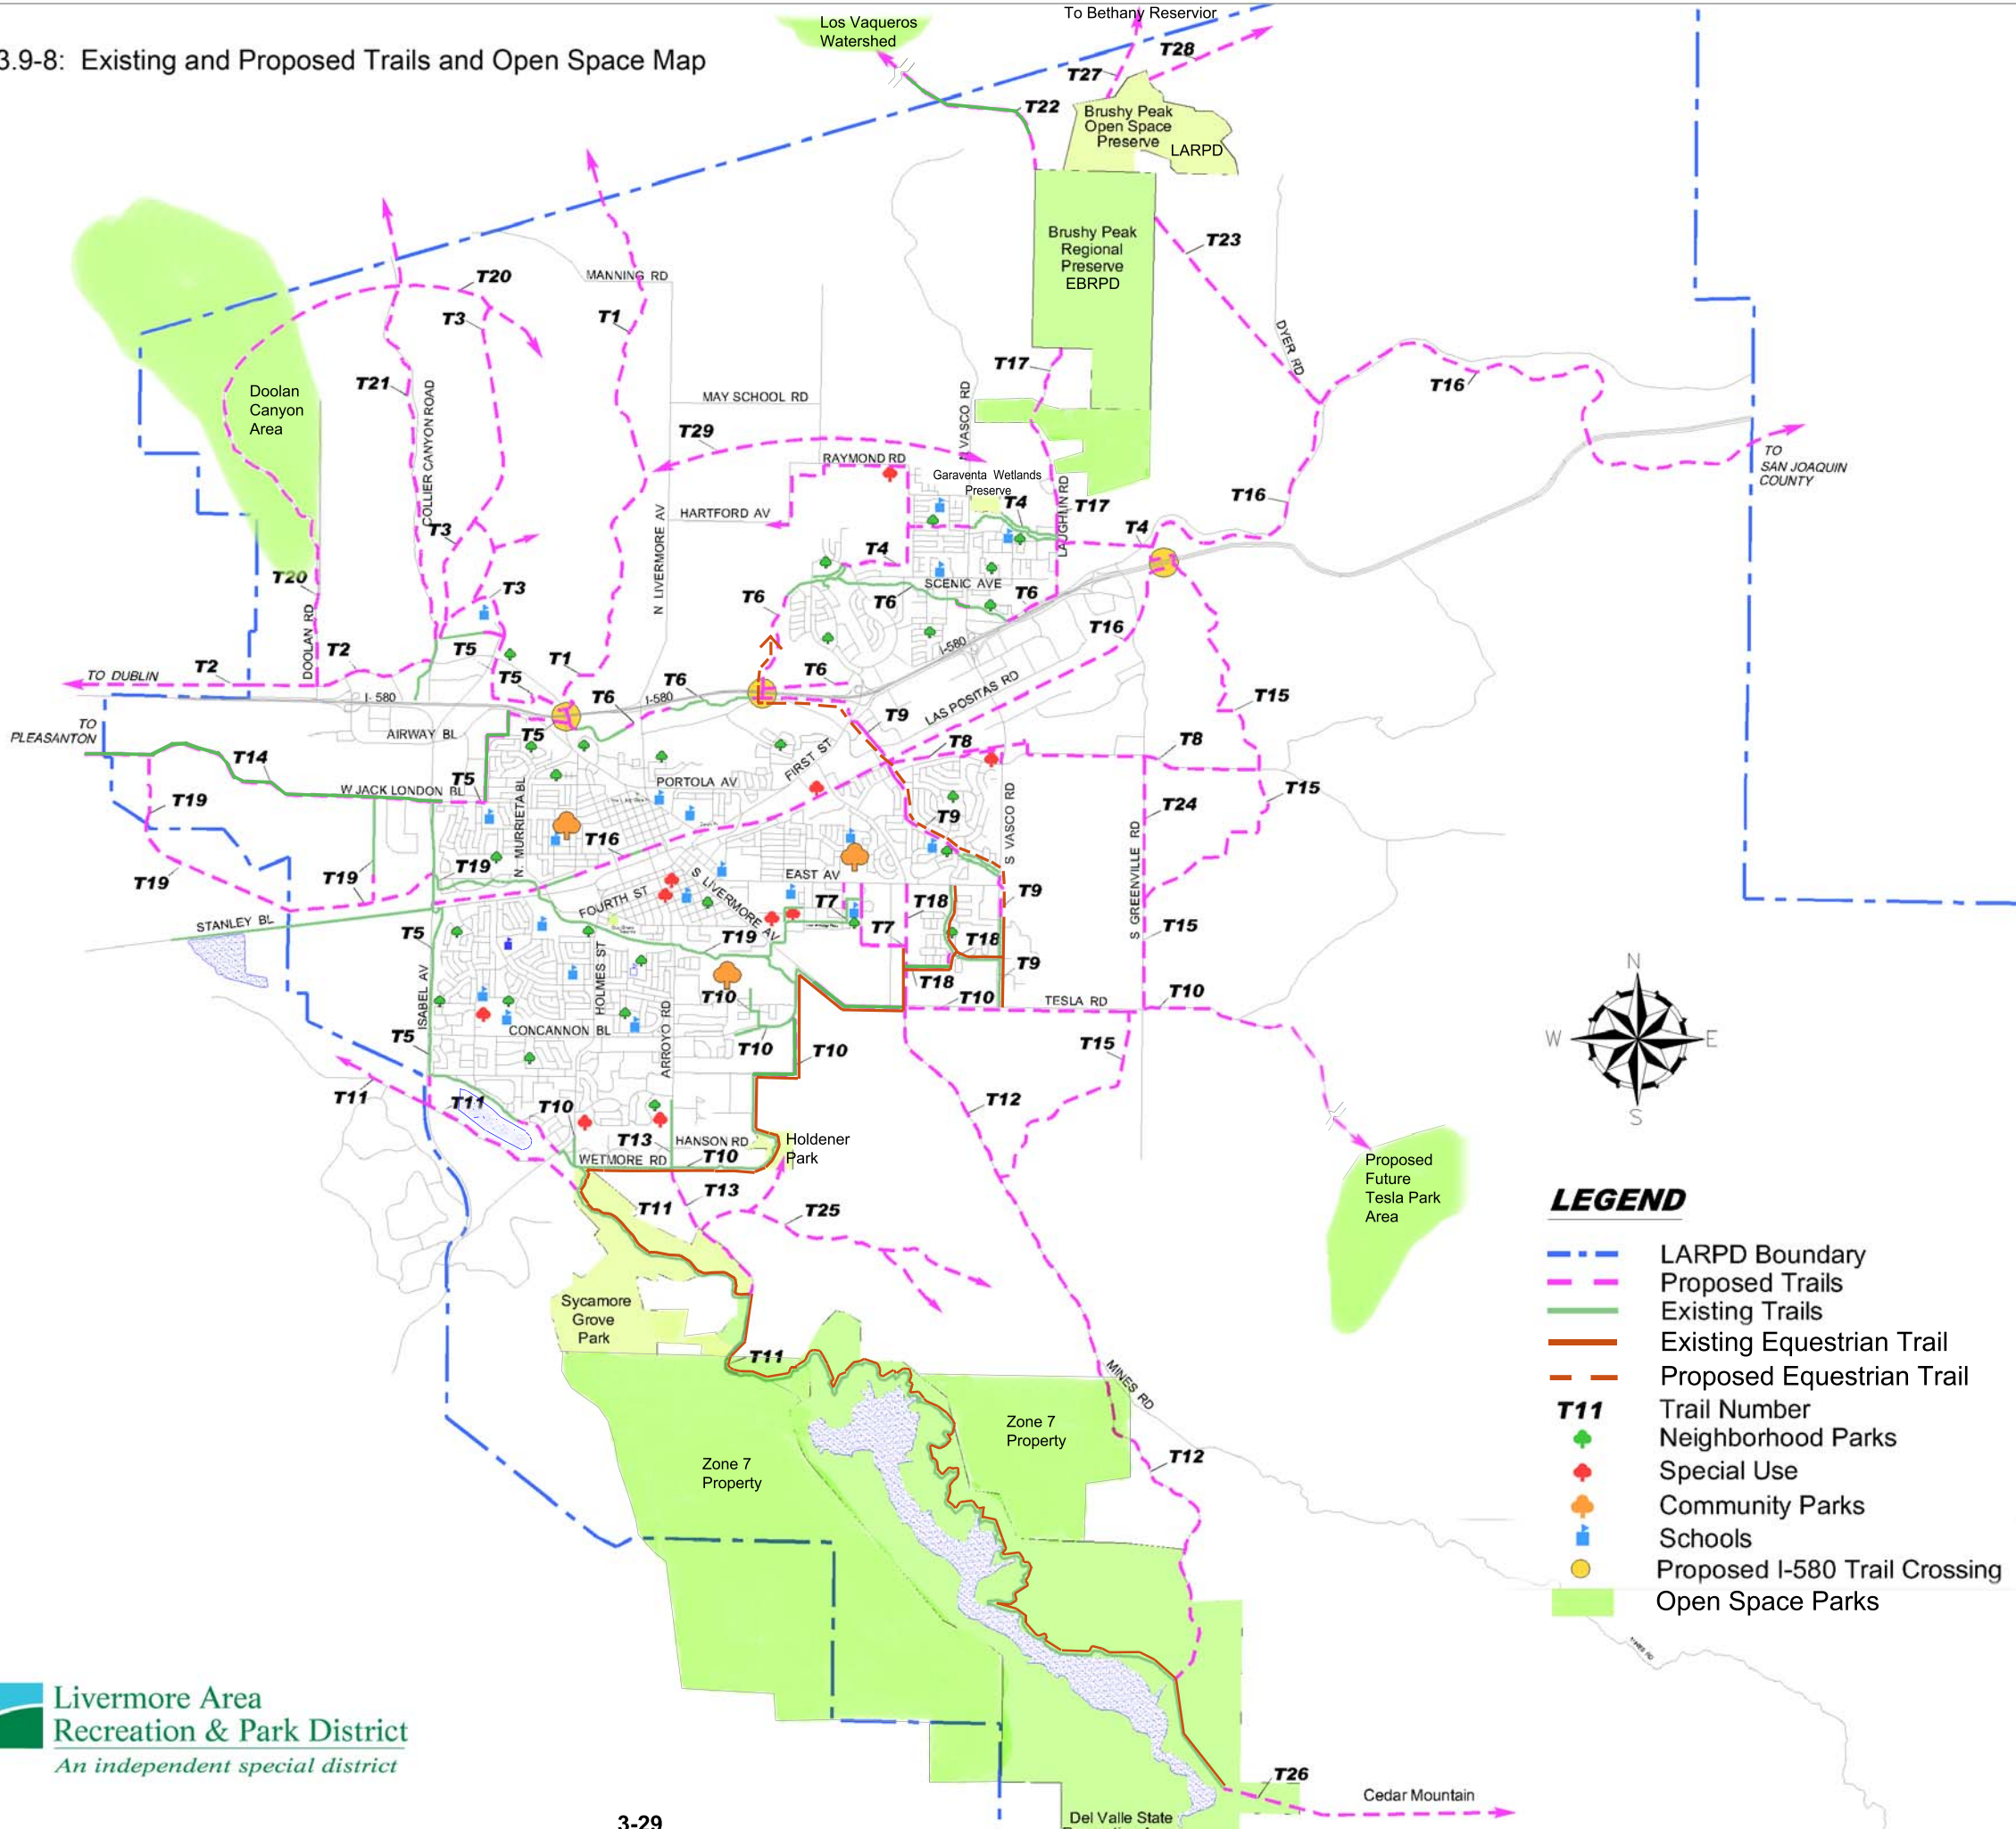 3.9-8:  Existing and Proposed Trails and Open Space Map
Los Vaqueros
Watershed
To Bethany Reservior
T28
T27
T22
Brushy Peak
Open Space
Preserve
LARPD
Brushy Peak
Regional
Preserve
EBRPD
T23
MANNING RD
T20
T3
T1
T21
COLLIER CANYON ROAD
Doolan
Canyon
Area
DYER RD
T17
T16
MAY SCHOOL RD
N VASCO RD
T29
RAYMOND RD
TO
SAN JOAQUIN
COUNTY
Garaventa Wetlands
Preserve
T4
T17
LAUGHLIN RD
T16
HARTFORD AV
N LIVERMORE AV
T3
T4
T4
T20
T3
SCENIC AVE
T6
T6
T6
DOOLAN RD
T16
T2
T5
T1
I-580
TO DUBLIN
T2
T5
T6
T6
T6
I-580
I-580
LAS POSITAS RD
T15
TO
PLEASANTON
AIRWAY BL
T5
T9
T8
T8
T14
FIRST ST
W JACK LONDON BL
T5
PORTOLA AV
T15
T19
N. MURRIETA BL
T9
S VASCO RD
T24
S GREENVILLE RD
T16
T19
T19
T19
EAST AV
S LIVERMORE AV
FOURTH ST
T7
T18
T9
STANLEY BL
T5
T7
T19
T18
T15
HOLMES ST
T9
ISABEL AV
T18
T10
T10
TESLA RD
T10
ARROYO RD
CONCANNON BL
T5
T10
T10
T15
N
W
E
S
T11
T11
T10
T12
T13
HANSON RD
Holdener
Park
WETMORE RD
T10
T13
T11
T25
Proposed
Future
Tesla Park
Area
Sycamore
Grove
Park
T11
MINES RD
Zone 7
Property
Zone 7
Property
T12
MINES RD
LEGEND
LARPD Boundary
Proposed Trails
Existing Trails
Existing Equestrian Trail
Proposed Equestrian Trail
T11 Trail Number
Neighborhood Parks
Special Use
Community Parks
Schools
Proposed I-580 Trail Crossing
Open Space Parks
T26
Cedar Mountain
Del Valle State
Livermore Area
Recreation & Park District
An independent special district
3-29